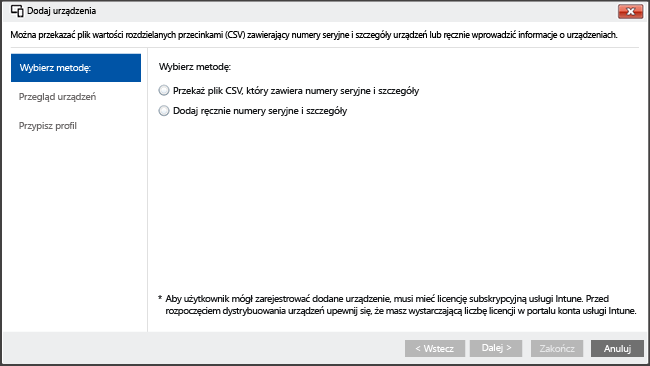 Dodaj urządzenia
Można przekazać plik wartości rozdzielanych przecinkami (CSV) zawierający numery seryjne i szczegóły urządzeń lub ręcznie wprowadzić informacje o urządzeniach.
Wybierz metodę:
Przegląd urządzeń
Przypisz profil
Wybierz metodę:
Przekaż plik CSV, który zawiera numery seryjne i szczegóły
Dodaj ręcznie numery seryjne i szczegóły
* Aby użytkownik mógł zarejestrować dodane urządzenie, musi mieć licencję subskrypcyjną usługi Intune. Przed
rozpoczęciem dystrybuowania urządzeń upewnij się, że masz wystarczającą liczbę licencji w portalu konta usługi Intune.
< Wstecz
Dalej >
Zakończ
Anuluj